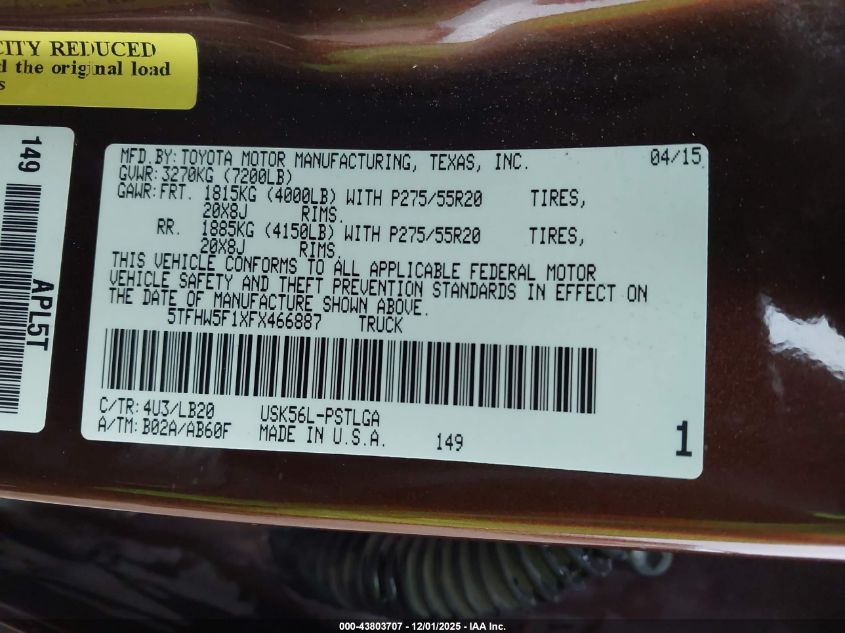 CITY REDUCED
d the original load
s
149
APL5T
MFD.BY:TOYOTA MOTOR MANUFACTURING, TEXAS, INC. 04/15
GVWR:3270KG (7200LB)
GAWR:FRT. 1815KG (4000LB) WITH P275/55R20 TIRES,
20X8J RIMS.
RR. 1885KG (4150LB) WITH P275/55R20 TIRES,
20X8J RIMS.
THIS VEHICLE CONFORMS TO ALL APPLICABLE FEDERAL MOTOR
VEHICLE SAFETY AND THEFT PREVENTION STANDARDS IN EFFECT ON
THE DATE OF MANUFACTURE SHOWN ABOVE.
5TFHW5F1XFX466887 TRUCK
C/TR:4U3/LB20 USK56L-PSTLGA
A/TM:B02A/AB60F MADE IN U.S.A. 149
1
000-43803707 - 12/01/2025 - IAA Inc.